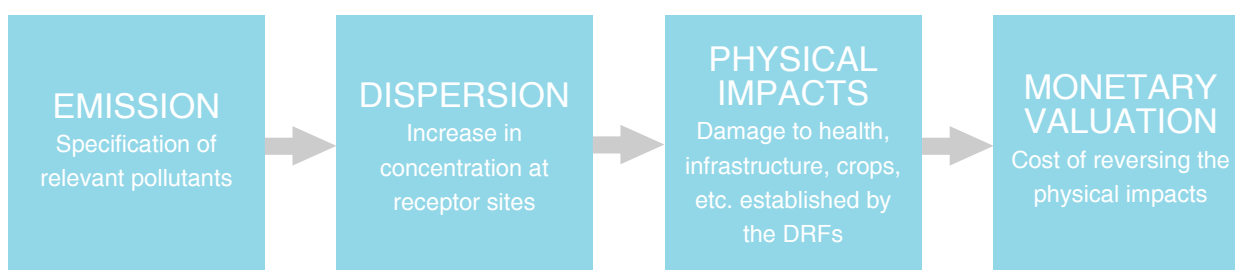 EMISSION
Specification of
relevant pollutants
DISPERSION
Increase in
concentration at
receptor sites
PHYSICAL
IMPACTS
Damage to health,
infrastructure, crops,
etc. established by
the DRFs
MONETARY
VALUATION
Cost of reversing the
physical impacts